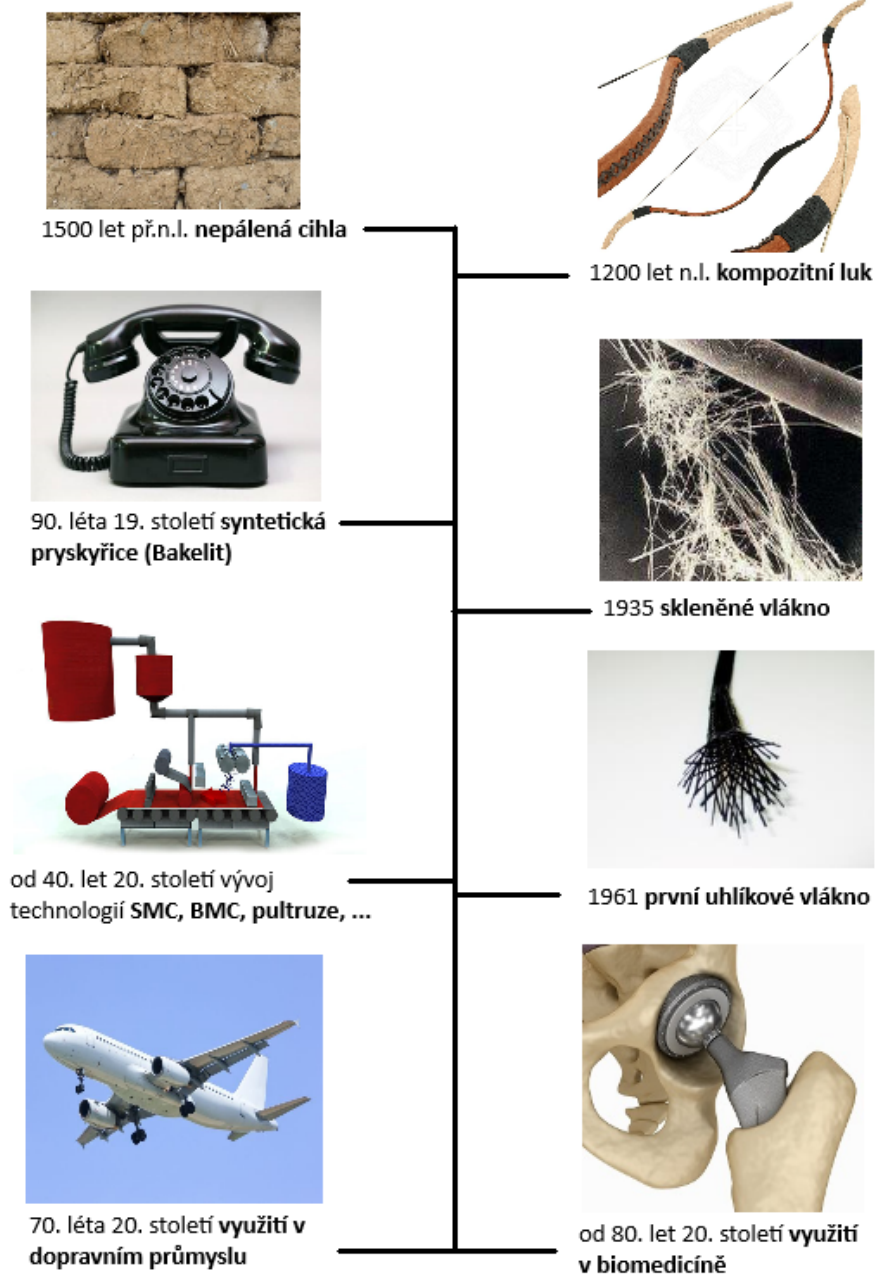 1500 let př.n.l. nepálená cihla
1200 let n.l. kompozitní luk
90. léta 19. století syntetická
pryskyřice (Bakelit)
1935 skleněné vlákno
od 40. let 20. století vývoj
technologií SMC, BMC, pultruze, ...
1961 první uhlíkové vlákno
70. léta 20. století využití v
dopravním průmyslu
od 80. let 20. století využití
v biomedicíně